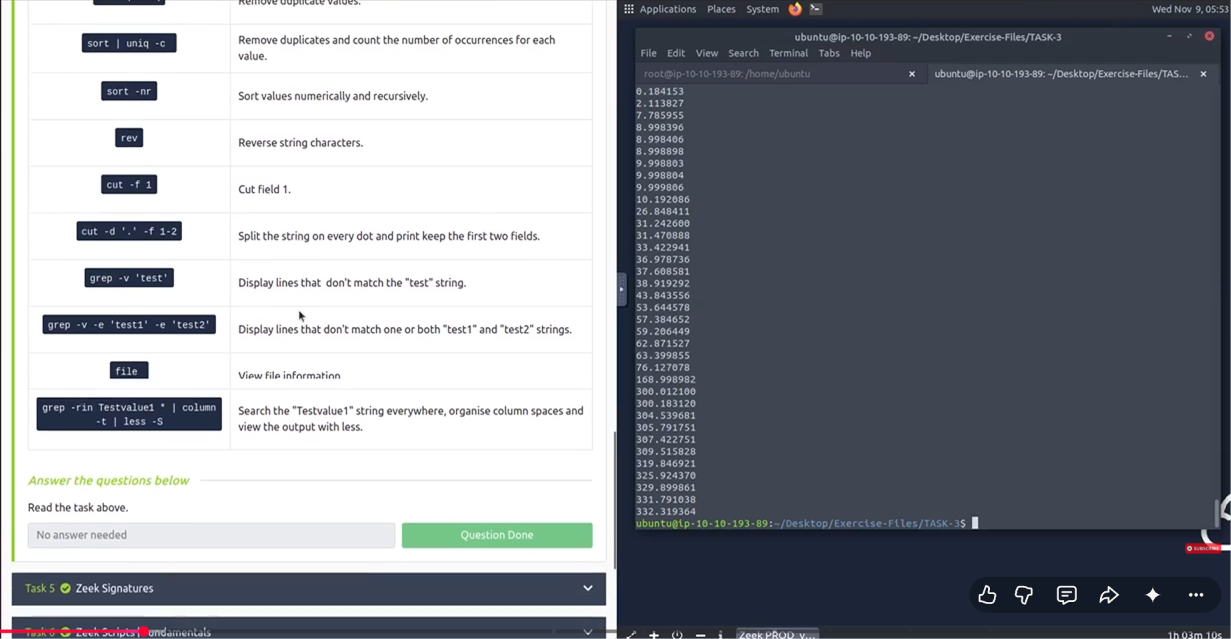 Remove duplicate values.
sort | uniq -c
Remove duplicates and count the number of occurrences for each
value.
sort -nr
Sort values numerically and recursively.
rev
Reverse string characters.
cut -f 1
Cut field 1.
cut -d '.' -f 1-2
Split the string on every dot and print keep the first two fields.
grep -v 'test'
Display lines that  don't match the "test" string.
grep -v -e 'test1' -e 'test2'
Display lines that don't match one or both "test1" and "test2" strings.
file
View file information
grep -rin Testvalue1 * | column
-t | less -S
Search the "Testvalue1" string everywhere, organise column spaces and
view the output with less.
Answer the questions below
Read the task above.
No answer needed
Question Done
Task 5 Zeek Signatures
Task 6 Zeek Scripts | Fundamentals
Applications Places System
Wed Nov 9, 05:53
ubuntu@ip-10-10-193-89: ~/Desktop/Exercise-Files/TASK-3
File Edit View Search Terminal Tabs Help
root@ip-10-10-193-89: /home/ubuntu
ubuntu@ip-10-10-193-89: ~/Desktop/Exercise-Files/TAS...
0.184153
2.113827
7.785955
8.998396
8.998406
8.998898
9.998803
9.998804
9.999806
10.192086
26.848411
31.242600
31.470888
33.422941
36.978736
37.608581
38.919292
43.843556
53.644578
57.384652
59.206449
62.871527
63.399855
76.127078
168.998982
300.012100
300.183120
304.539681
305.791751
307.422751
309.515828
319.846921
325.924370
329.899861
331.791038
332.319364
ubuntu@ip-10-10-193-89:~/Desktop/Exercise-Files/TASK-3$
SUBSCRIBE
1h 03m 10s